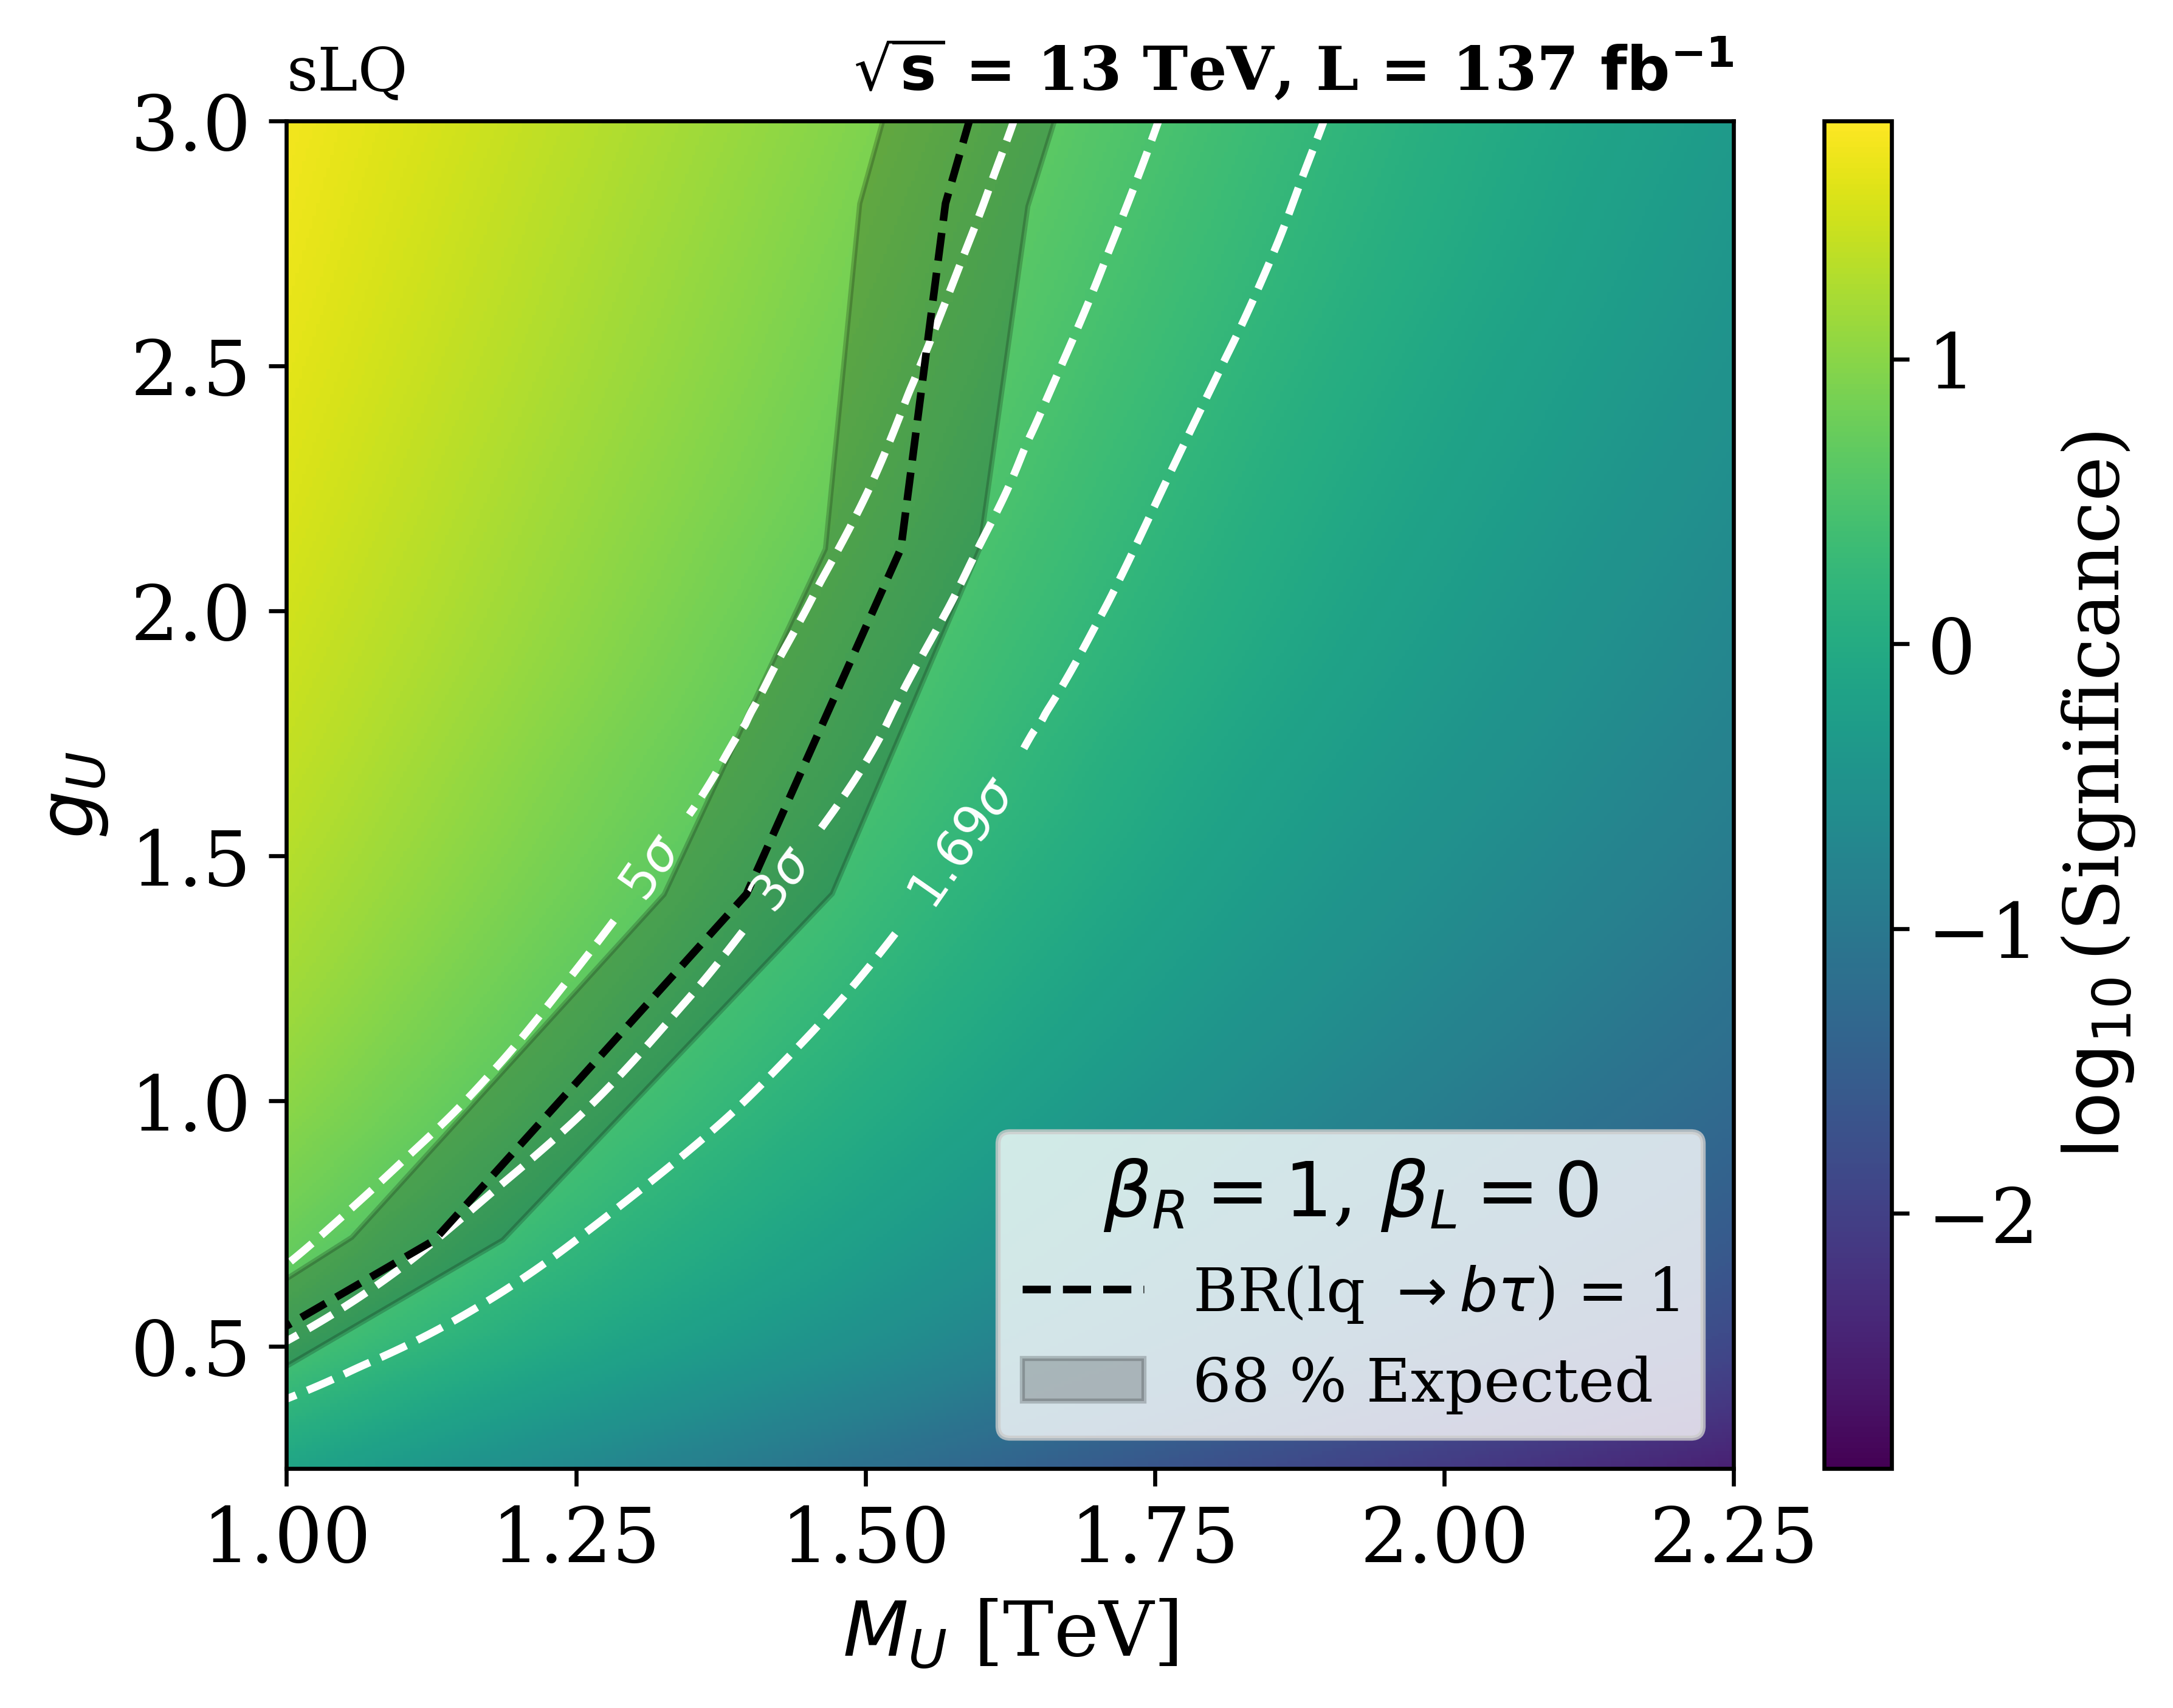 sLQ
√s = 13 TeV, L = 137 fb⁻¹
3.0
2.5
2.0
1.5
1.0
0.5
g_U
5σ
3σ
1.69σ
β_R = 1, β_L = 0
BR(lq → bτ) = 1
68 % Expected
1.00 1.25 1.50 1.75 2.00 2.25
M_U [TeV]
1
0
−1
−2
log₁₀ (Significance)